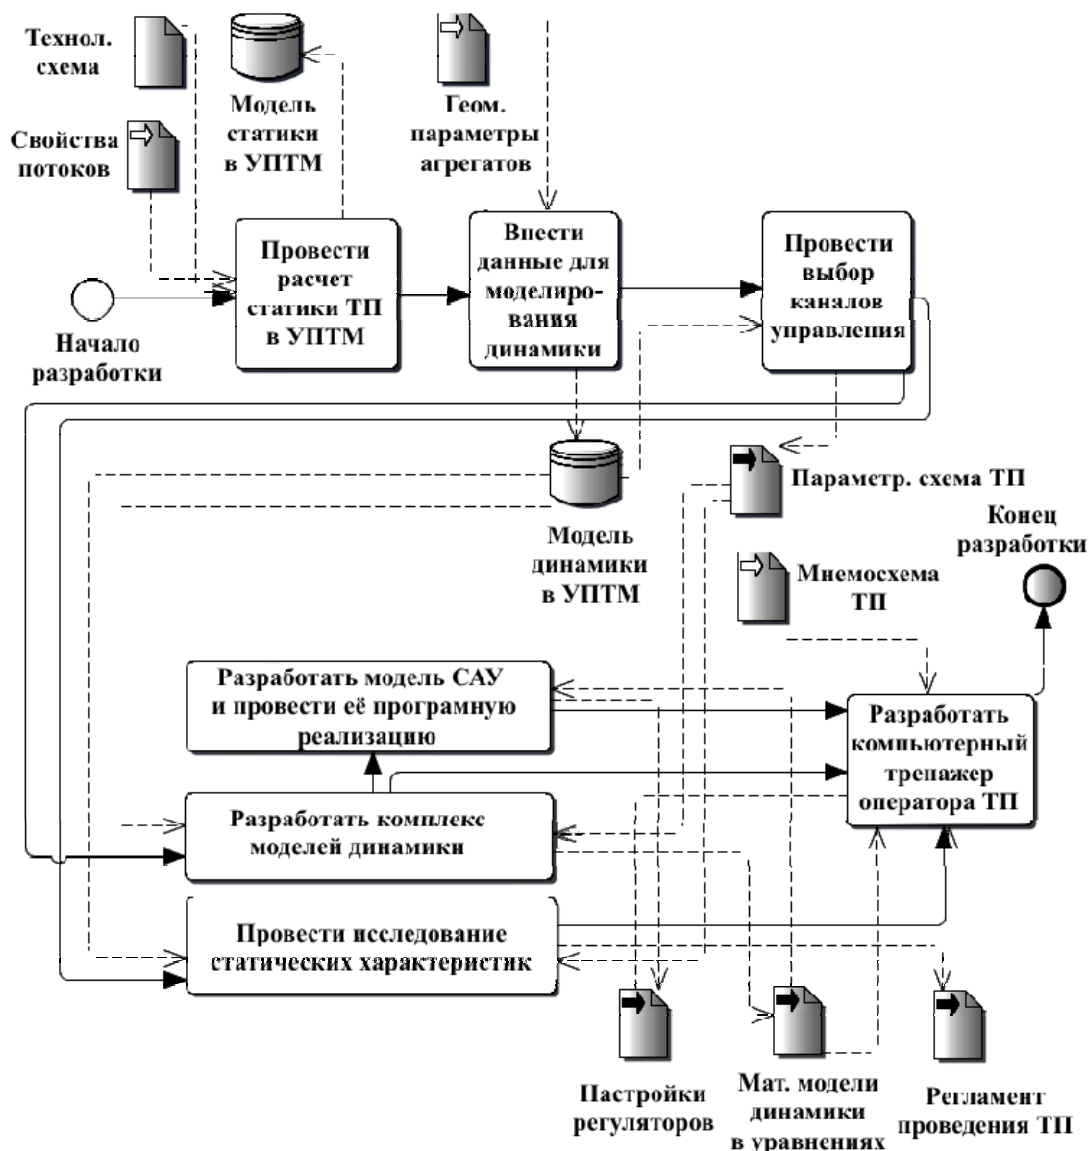 Технол.
схема
Свойства
потоков
Модель
статики
в УПТМ
Геом.
параметры
агрегатов
Провести
расчет
статики ТП
в УПТМ
Внести
данные для
моделиро-
вания
динамики
Провести
выбор
каналов
управления
Начало
разработки
Модель
динамики
в УПТМ
Параметр. схема ТП
Мнемосхема
ТП
Конец
разработки
Разработать модель САУ
и провести её програмную
реализацию
Разработать
компьютерный
тренажер
оператора ТП
Разработать комплекс
моделей динамики
Провести исследование
статических характеристик
Пастройки
регуляторов
Мат. модели
динамики
в уравнениях
Регламент
проведения ТП